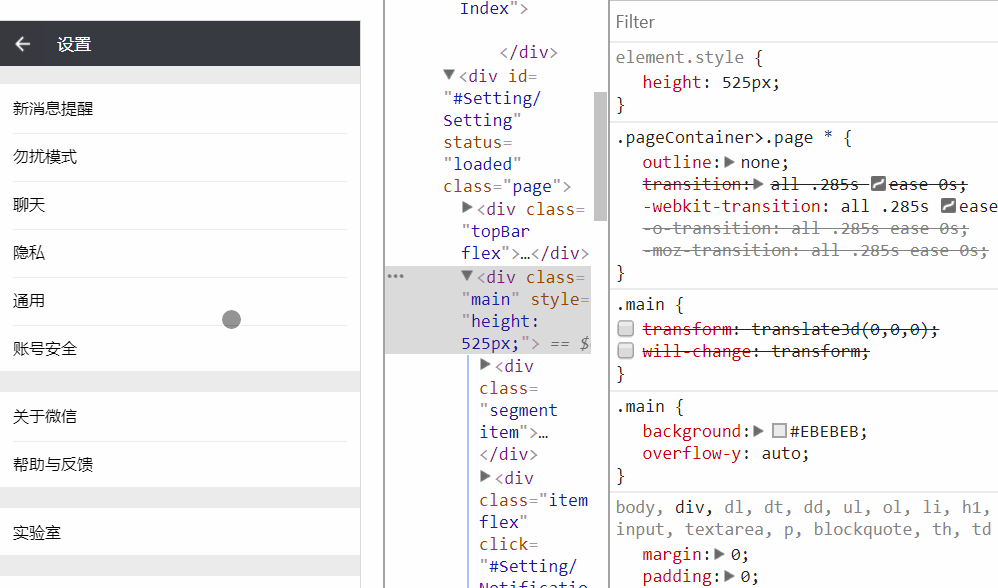 设置
新消息提醒
勿扰模式
聊天
隐私
通用
账号安全
关于微信
帮助与反馈
实验室
Index">
</div>
▼<div id=
"#Setting/
Setting"
status=
"loaded"
class="page">
▶<div class=
"topBar
flex">…</div>
▼<div class=
"main" style=
"height:
525px;"> == $
▶<div
class=
"segment
item">…
</div>
▶<div
class="item
flex"
click=
"#Setting/
Notificatio
Filter
element.style {
height: 525px;
}
.pageContainer>.page * {
outline:▶ none;
transition:▶ all .285s ease 0s;
-webkit-transition: all .285s ease
-o-transition: all .285s ease 0s;
-moz-transition: all .285s ease 0s;
}
.main {
transform: translate3d(0,0,0);
will-change: transform;
}
.main {
background:▶ #EBEBEB;
overflow-y: auto;
}
body, div, dl, dt, dd, ul, ol, li, h1,
input, textarea, p, blockquote, th, td
margin:▶ 0;
padding:▶ 0;